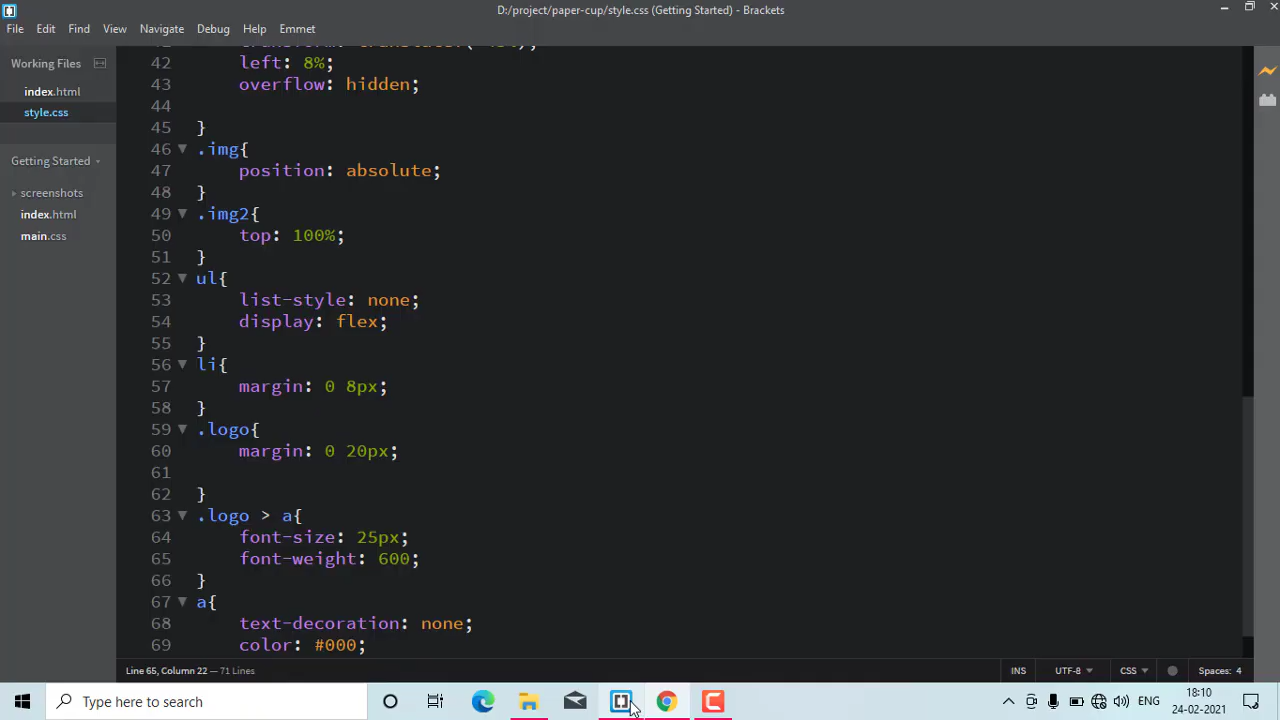 D:/project/paper-cup/style.css (Getting Started) - Brackets
File Edit Find View Navigate Debug Help Emmet
Working Files
index.html
style.css
Getting Started
screenshots
index.html
main.css
42 left: 8%;
43 overflow: hidden;
44
45 }
46 .img{
47 position: absolute;
48 }
49 .img2{
50 top: 100%;
51 }
52 ul{
53 list-style: none;
54 display: flex;
55 }
56 li{
57 margin: 0 8px;
58 }
59 .logo{
60 margin: 0 20px;
61
62 }
63 .logo > a{
64 font-size: 25px;
65 font-weight: 600;
66 }
67 a{
68 text-decoration: none;
69 color: #000;
Line 65, Column 22 — 71 Lines
INS UTF-8 CSS Spaces: 4
Type here to search
ENG
18:10
24-02-2021